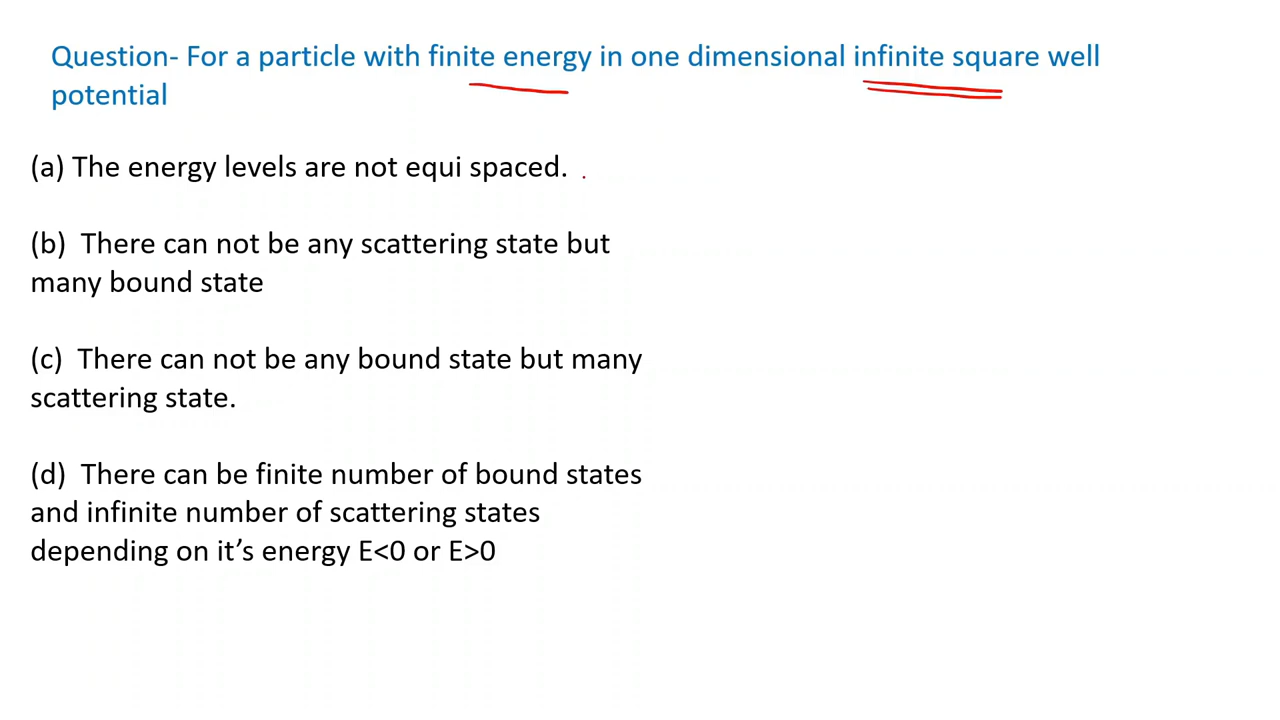 Question- For a particle with finite energy in one dimensional infinite square well
potential
(a) The energy levels are not equi spaced.
(b)  There can not be any scattering state but
many bound state
(c)  There can not be any bound state but many
scattering state.
(d)  There can be finite number of bound states
and infinite number of scattering states
depending on it’s energy E<0 or E>0